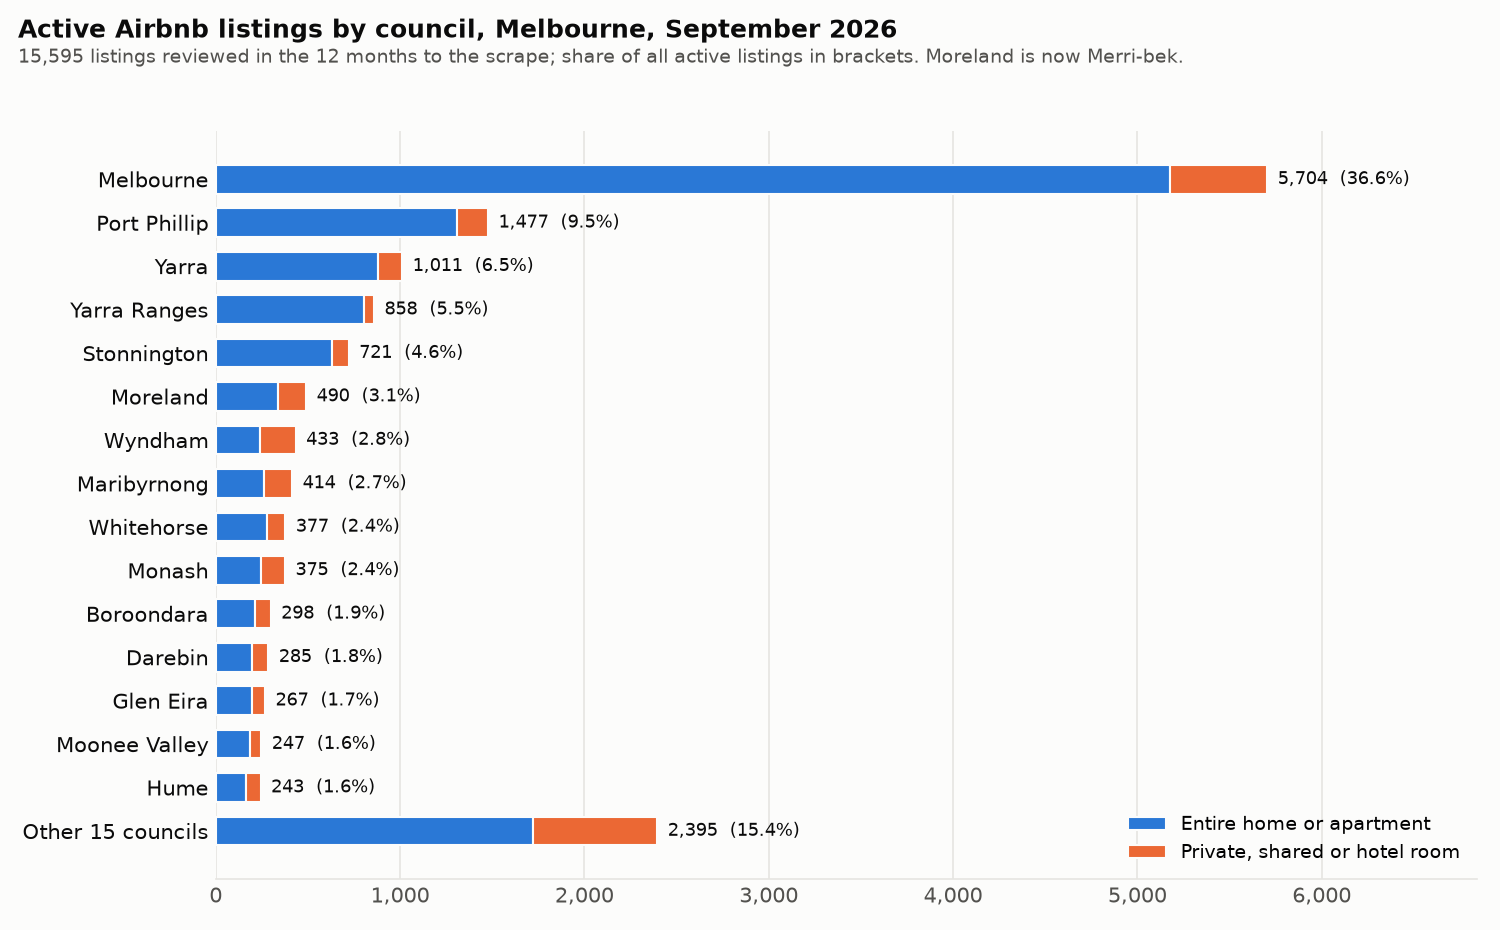 Active Airbnb listings by council, Melbourne, September 2026
15,595 listings reviewed in the 12 months to the scrape; share of all active listings in brackets. Moreland is now Merri-bek.
Melbourne 5,704 (36.6%)
Port Phillip 1,477 (9.5%)
Yarra 1,011 (6.5%)
Yarra Ranges 858 (5.5%)
Stonnington 721 (4.6%)
Moreland 490 (3.1%)
Wyndham 433 (2.8%)
Maribyrnong 414 (2.7%)
Whitehorse 377 (2.4%)
Monash 375 (2.4%)
Boroondara 298 (1.9%)
Darebin 285 (1.8%)
Glen Eira 267 (1.7%)
Moonee Valley 247 (1.6%)
Hume 243 (1.6%)
Other 15 councils 2,395 (15.4%)
Entire home or apartment
Private, shared or hotel room
0 1,000 2,000 3,000 4,000 5,000 6,000